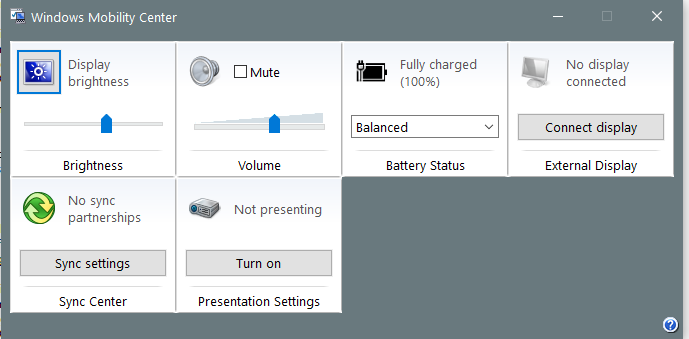 Windows Mobility Center
Display
brightness
Brightness
Mute
Volume
Fully charged
(100%)
Balanced
Battery Status
No display
connected
Connect display
External Display
No sync
partnerships
Sync settings
Sync Center
Not presenting
Turn on
Presentation Settings
?